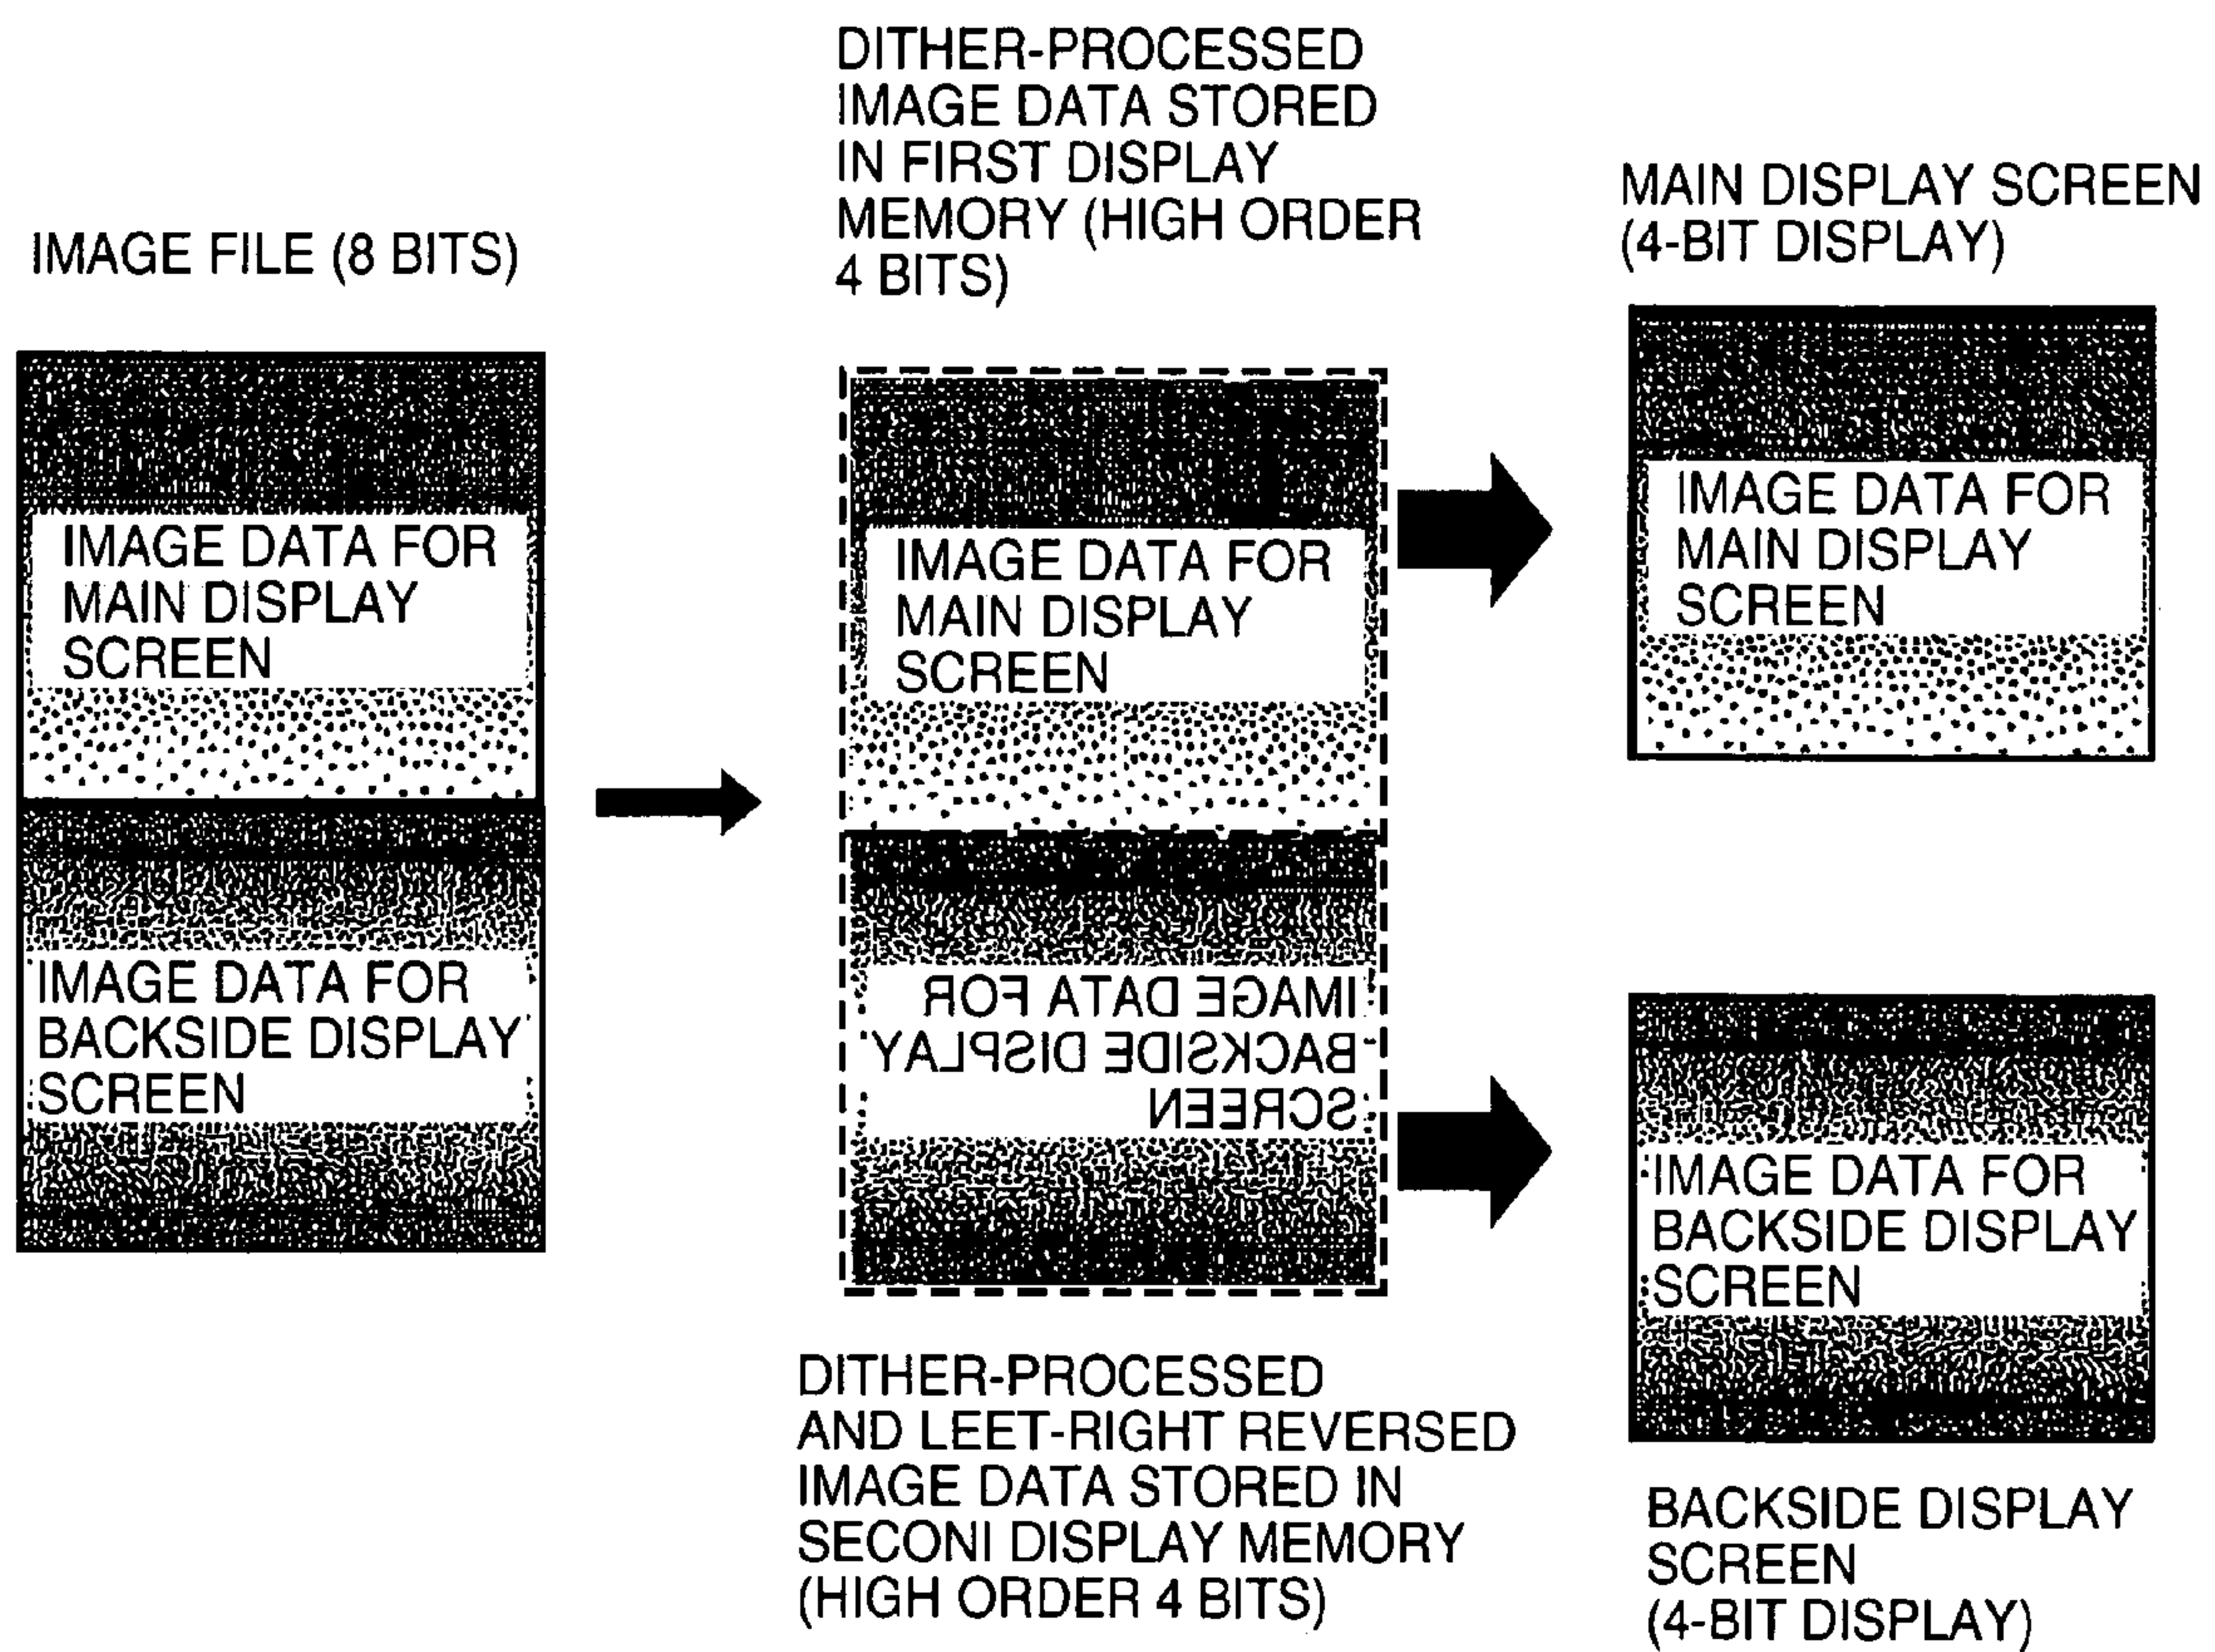 IMAGE FILE (8 BITS)
IMAGE DATA FOR
MAIN DISPLAY
SCREEN
IMAGE DATA FOR
BACKSIDE DISPLAY
SCREEN
DITHER-PROCESSED
IMAGE DATA STORED
IN FIRST DISPLAY
MEMORY (HIGH ORDER
4 BITS)
IMAGE DATA FOR
MAIN DISPLAY
SCREEN
IMAGE DATA FOR
BACKSIDE DISPLAY
SCREEN
DITHER-PROCESSED
AND LEET-RIGHT REVERSED
IMAGE DATA STORED IN
SECONI DISPLAY MEMORY
(HIGH ORDER 4 BITS)
MAIN DISPLAY SCREEN
(4-BIT DISPLAY)
IMAGE DATA FOR
MAIN DISPLAY
SCREEN
IMAGE DATA FOR
BACKSIDE DISPLAY
SCREEN
BACKSIDE DISPLAY
SCREEN
(4-BIT DISPLAY)